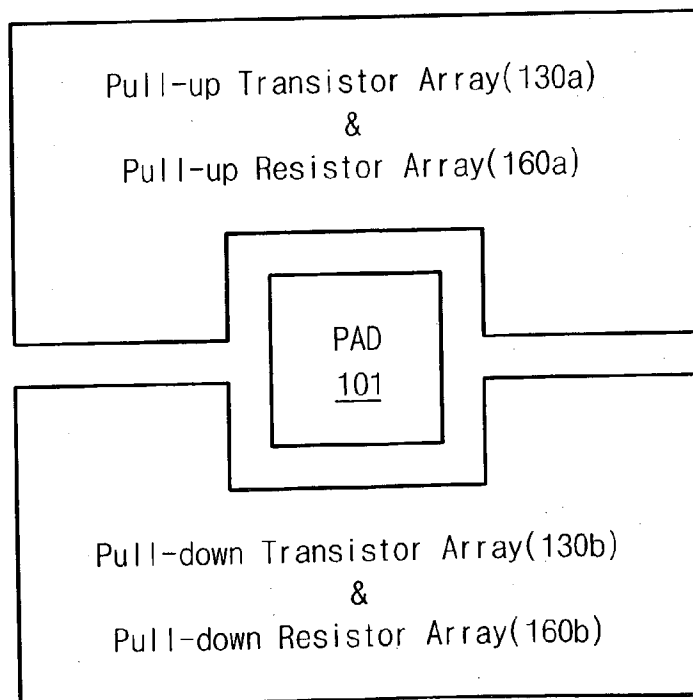 Pull-up Transistor Array(130a)
&
Pull-up Resistor Array(160a)
PAD
101
Pull-down Transistor Array(130b)
&
Pull-down Resistor Array(160b)